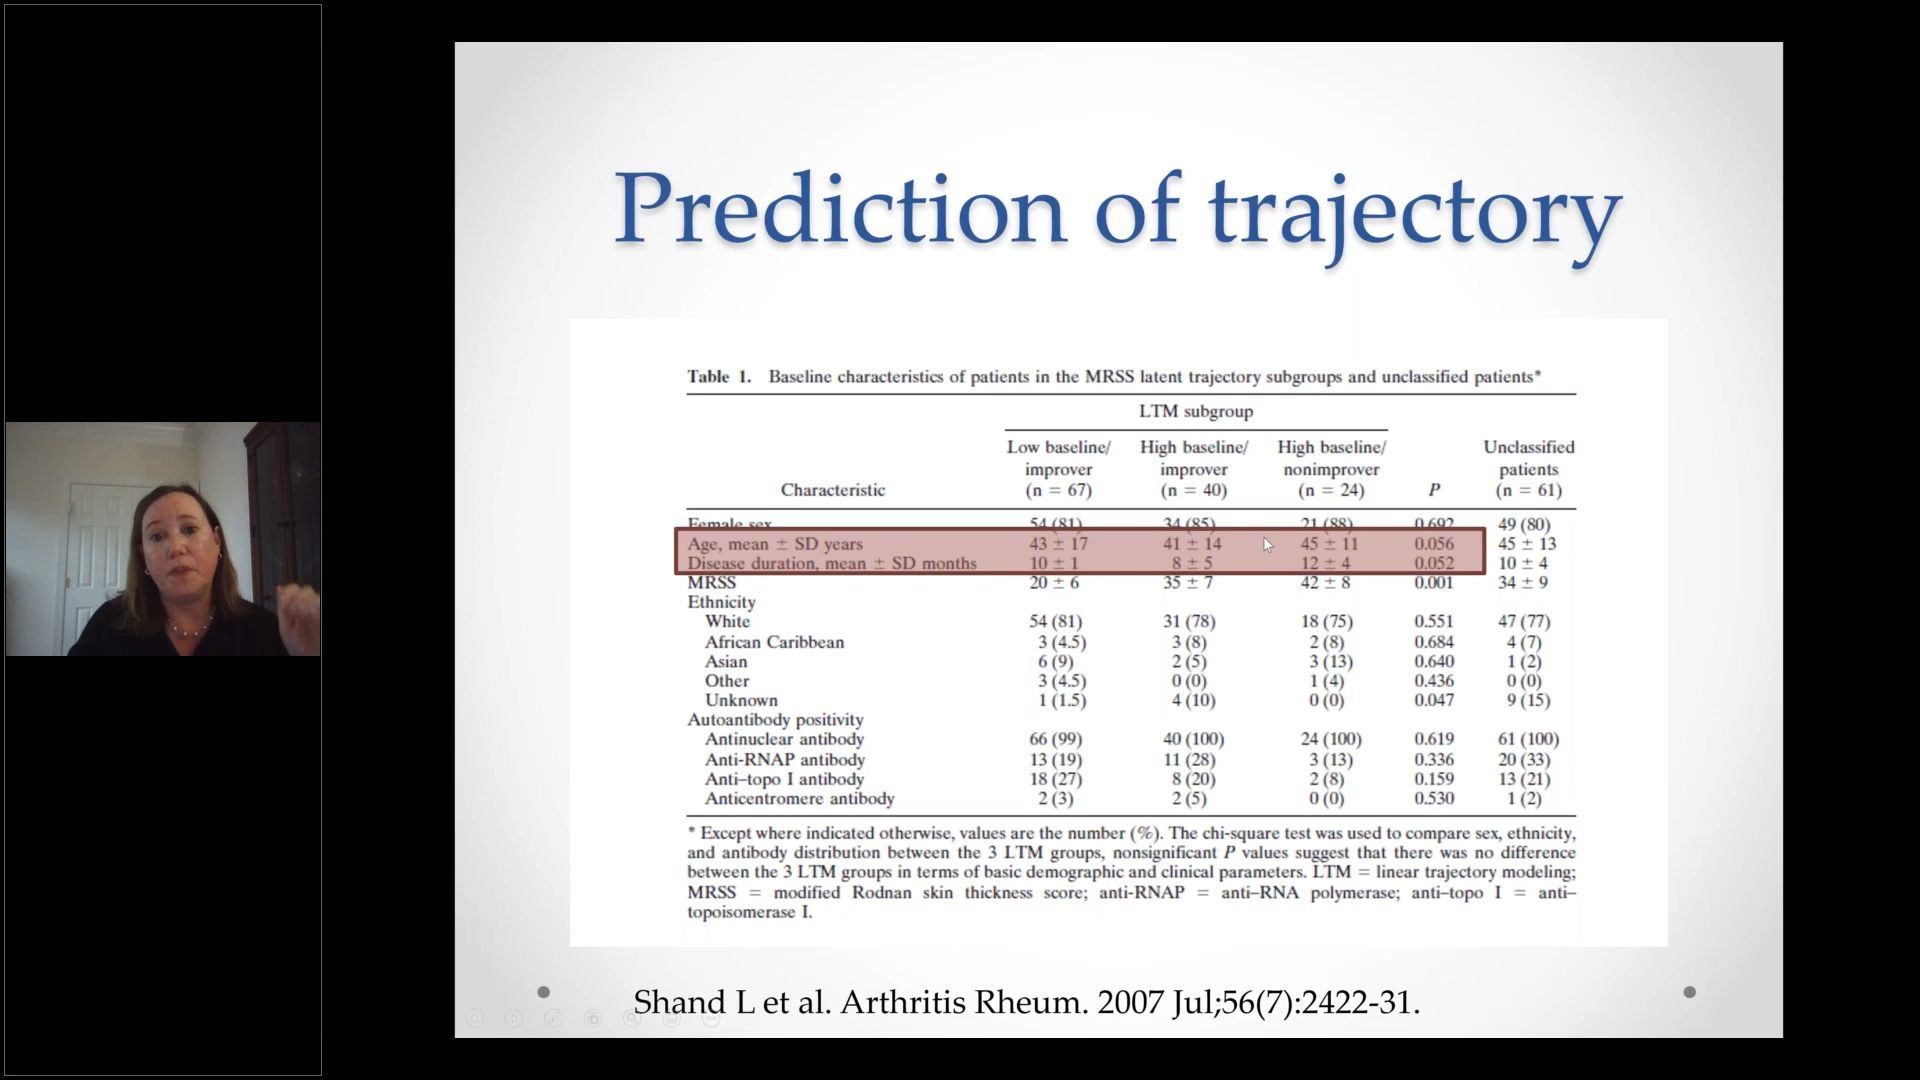 Prediction of trajectory
Table 1. Baseline characteristics of patients in the MRSS latent trajectory subgroups and unclassified patients*
LTM subgroup
Low baseline/ High baseline/ High baseline/ Unclassified
improver improver nonimprover patients
Characteristic (n = 67) (n = 40) (n = 24) P (n = 61)
Female sex 54 (81) 34 (85) 21 (88) 0.692 49 (80)
Age, mean ± SD years 43 ± 17 41 ± 14 45 ± 11 0.056 45 ± 13
Disease duration, mean ± SD months 10 ± 1 8 ± 5 12 ± 4 0.052 10 ± 4
MRSS 20 ± 6 35 ± 7 42 ± 8 0.001 34 ± 9
Ethnicity
White 54 (81) 31 (78) 18 (75) 0.551 47 (77)
African Caribbean 3 (4.5) 3 (8) 2 (8) 0.684 4 (7)
Asian 6 (9) 2 (5) 3 (13) 0.640 1 (2)
Other 3 (4.5) 0 (0) 1 (4) 0.436 0 (0)
Unknown 1 (1.5) 4 (10) 0 (0) 0.047 9 (15)
Autoantibody positivity
Antinuclear antibody 66 (99) 40 (100) 24 (100) 0.619 61 (100)
Anti-RNAP antibody 13 (19) 11 (28) 3 (13) 0.336 20 (33)
Anti–topo I antibody 18 (27) 8 (20) 2 (8) 0.159 13 (21)
Anticentromere antibody 2 (3) 2 (5) 0 (0) 0.530 1 (2)
* Except where indicated otherwise, values are the number (%). The chi-square test was used to compare sex, ethnicity,
and antibody distribution between the 3 LTM groups, nonsignificant P values suggest that there was no difference
between the 3 LTM groups in terms of basic demographic and clinical parameters. LTM = linear trajectory modeling;
MRSS = modified Rodnan skin thickness score; anti-RNAP = anti–RNA polymerase; anti–topo I = anti–
topoisomerase I.
Shand L et al. Arthritis Rheum. 2007 Jul;56(7):2422-31.